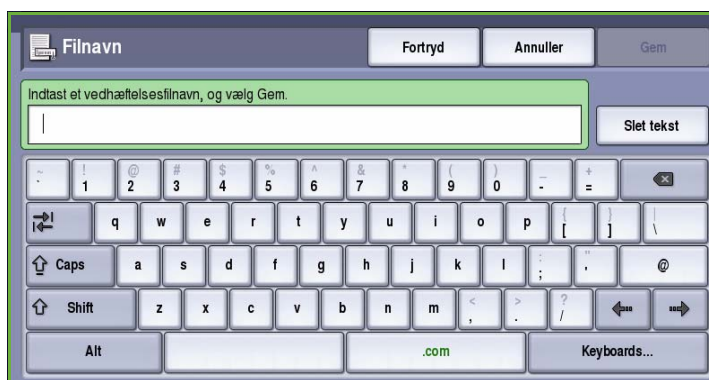 Filnavn Fortryd Annuller Gem
Indtast et vedhæftelsesfilnavn, og vælg Gem.
Slet tekst
~ ! @ # $ % ^ & * ( ) _ +
` 1 2 3 4 5 6 7 8 9 0 - =
q w e r t y u i o p { [ } ] | \
Caps a s d f g h j k l : ; " ' @
Shift z x c v b n m < , > . ? /
Alt .com Keyboards...